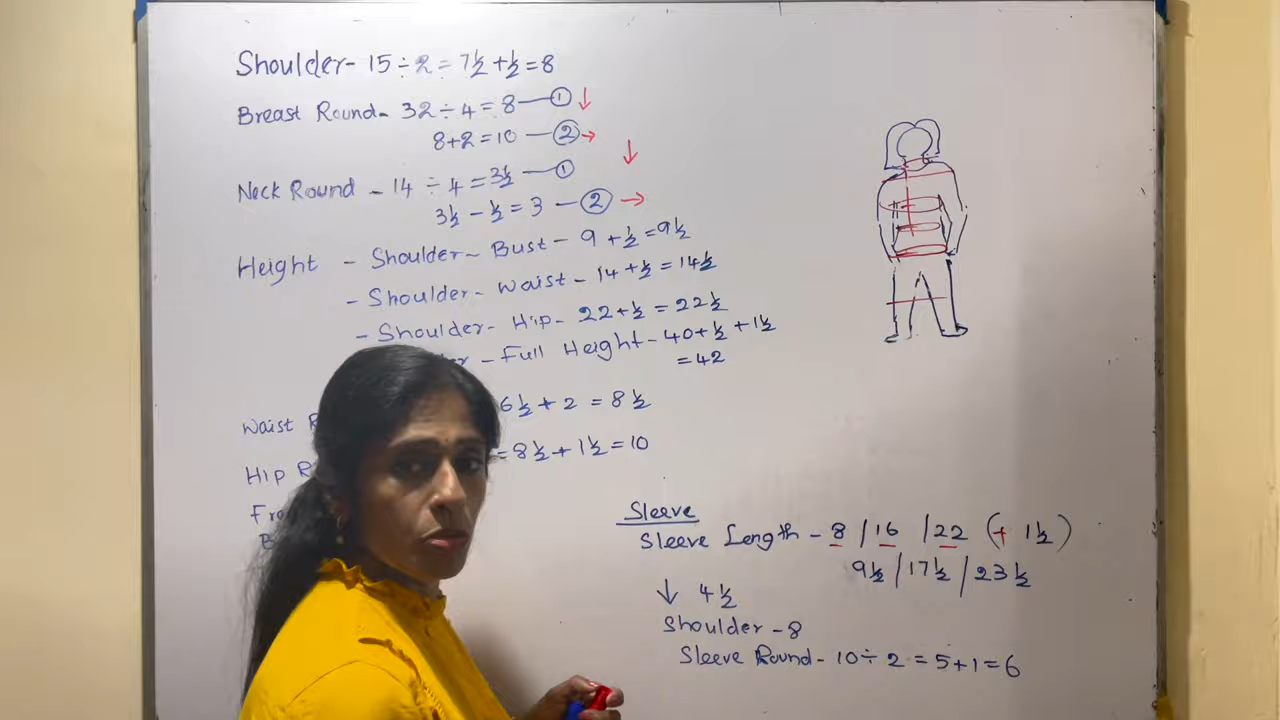 Shoulder - 15 ÷ 2 = 7½ + ½ = 8
Breast Round - 32 ÷ 4 = 8 — ① ↓
8 + 2 = 10 — ② →
Neck Round - 14 ÷ 4 = 3½ — ① ↓
3½ - ½ = 3 — ② →
Height - Shoulder - Bust - 9 + ½ = 9½
- Shoulder - Waist - 14 + ½ = 14½
- Shoulder - Hip - 22 + ½ = 22½
- Full Height - 40 + ½ + 1½
= 42
Waist 6½ + 2 = 8½
Hip = 8½ + 1½ = 10
Sleeve
Sleeve Length - 8 / 16 / 22 (+ 1½)
9½ / 17½ / 23½
↓ 4½
Shoulder - 8
Sleeve Round - 10 ÷ 2 = 5 + 1 = 6